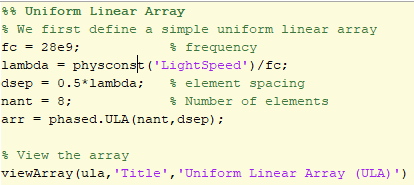 %% Uniform Linear Array
% We first define a simple uniform linear array
fc = 28e9; % frequency
lambda = physconst('LightSpeed')/fc;
dsep = 0.5*lambda; % element spacing
nant = 8; % Number of elements
arr = phased.ULA(nant,dsep);
% View the array
viewArray(ula,'Title','Uniform Linear Array (ULA)')